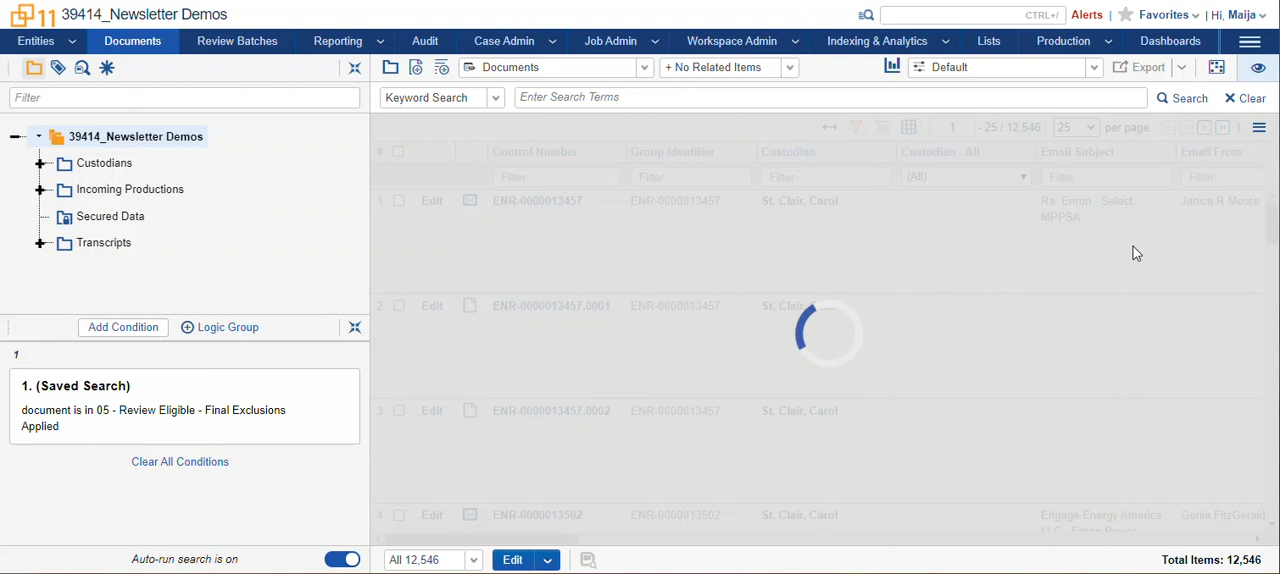 11 39414_Newsletter Demos CTRL+/ Alerts | Favorites | Hi, Maija
Entities Documents Review Batches Reporting Audit Case Admin Job Admin Workspace Admin Indexing & Analytics Lists Production Dashboards
Documents + No Related Items Default Export
Filter
Keyword Search Enter Search Terms Search Clear
1 - 25 / 12,546 25 per page
# Control Number Group Identifier Custodian Custodian - All Email Subject Email From
Filter Filter Filter (All) Filter Filter
39414_Newsletter Demos
Custodians
Incoming Productions
Secured Data
Transcripts
1 Edit ENR-0000013457 ENR-0000013457 St. Clair, Carol Re: Enron - Select Janice R Moore
MPPSA
2 Edit ENR-0000013457.0001 ENR-0000013457 St. Clair, Carol
3 Edit ENR-0000013457.0002 ENR-0000013457 St. Clair, Carol
4 Edit ENR-0000013502 ENR-0000013502 St. Clair, Carol Engage Energy America Genia FitzGerald
LLC - Enron Power
Add Condition Logic Group
1
1. (Saved Search)
document is in 05 - Review Eligible - Final Exclusions
Applied
Clear All Conditions
Auto-run search is on
All 12,546 Edit Total Items: 12,546